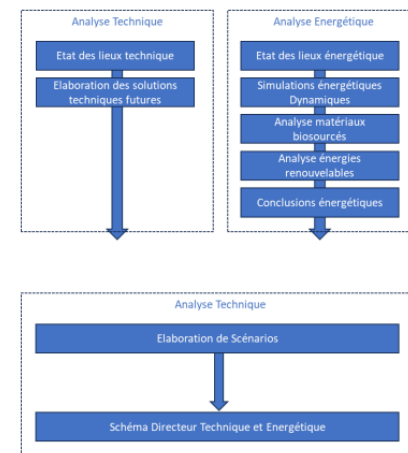 Analyse Technique
Etat des lieux technique
Elaboration des solutions
techniques futures
Analyse Energétique
Etat des lieux énergétique
Simulations énergétiques
Dynamiques
Analyse matériaux
biosourcés
Analyse énergies
renouvelables
Conclusions énergétiques
Analyse Technique
Elaboration de Scénarios
Schéma Directeur Technique et Energétique